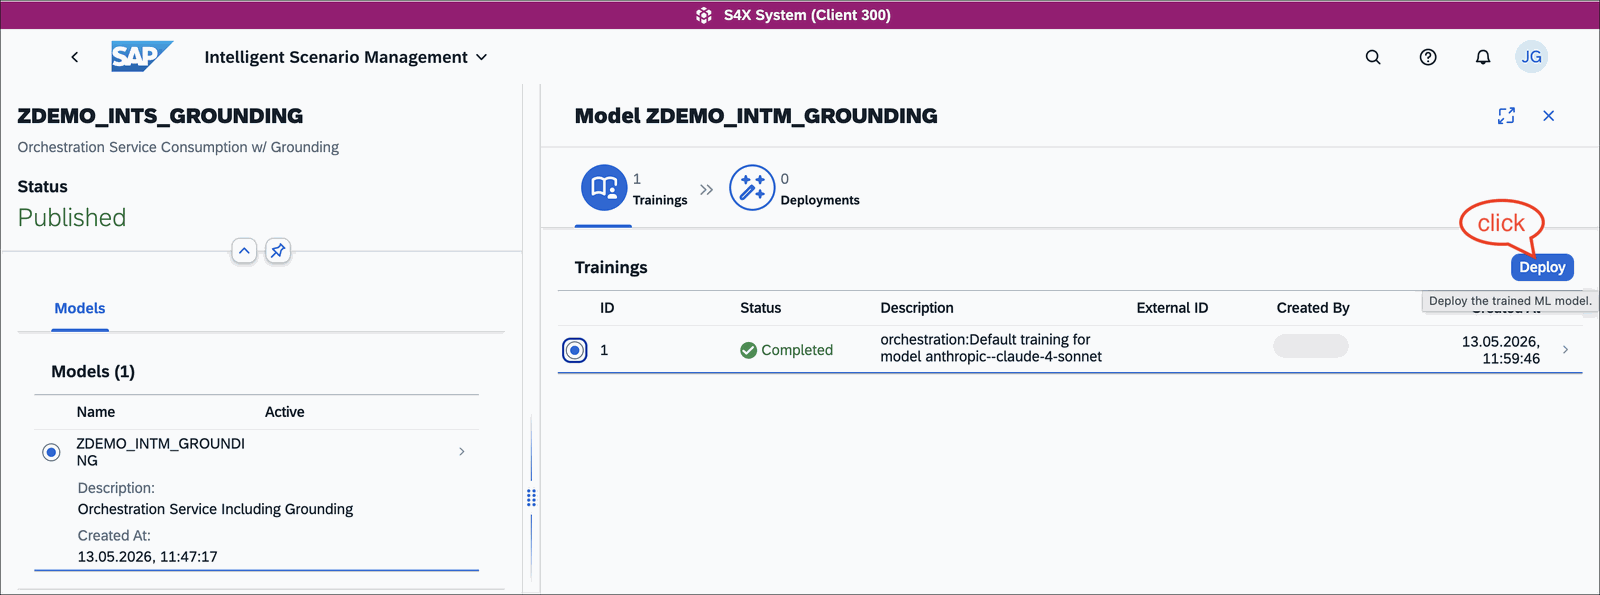 S4X System (Client 300)
SAP
Intelligent Scenario Management
JG
ZDEMO_INTS_GROUNDING
Orchestration Service Consumption w/ Grounding
Status
Published
Models
Models (1)
Name Active
ZDEMO_INTM_GROUNDI
NG
Description:
Orchestration Service Including Grounding
Created At:
13.05.2026, 11:47:17
Model ZDEMO_INTM_GROUNDING
1
Trainings
0
Deployments
click
Trainings
Deploy
Deploy the trained ML model.
ID Status Description External ID Created By Created At
1 Completed
orchestration:Default training for
model anthropic--claude-4-sonnet
13.05.2026,
11:59:46